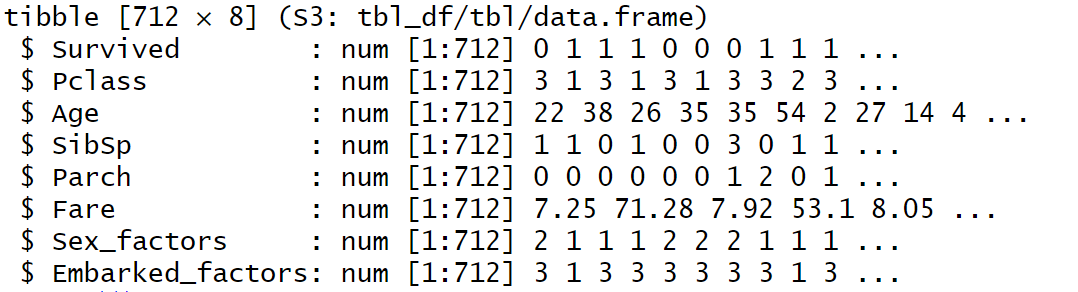 tibble [712 × 8] (S3: tbl_df/tbl/data.frame)
 $ Survived        : num [1:712] 0 1 1 1 0 0 0 1 1 1 ...
 $ Pclass          : num [1:712] 3 1 3 1 3 1 3 3 2 3 ...
 $ Age             : num [1:712] 22 38 26 35 35 54 2 27 14 4 ...
 $ SibSp           : num [1:712] 1 1 0 1 0 0 3 0 1 1 ...
 $ Parch           : num [1:712] 0 0 0 0 0 0 1 2 0 1 ...
 $ Fare            : num [1:712] 7.25 71.28 7.92 53.1 8.05 ...
 $ Sex_factors     : num [1:712] 2 1 1 1 2 2 2 1 1 1 ...
 $ Embarked_factors: num [1:712] 3 1 3 3 3 3 3 3 1 3 ...